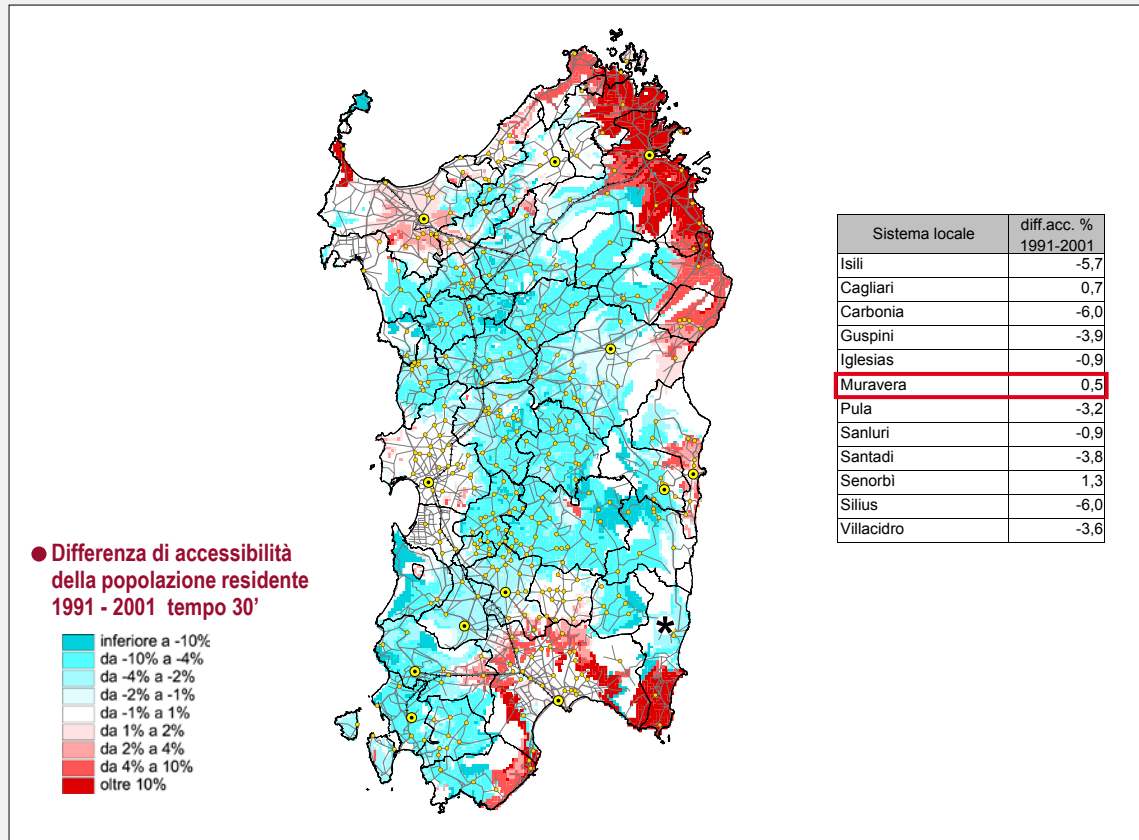 Sistema locale
diff.acc. %
1991-2001
Isili -5,7
Cagliari 0,7
Carbonia -6,0
Guspini -3,9
Iglesias -0,9
Muravera 0,5
Pula -3,2
Sanluri -0,9
Santadi -3,8
Senorbì 1,3
Silius -6,0
Villacidro -3,6
Differenza di accessibilità
della popolazione residente
1991 - 2001 tempo 30’
inferiore a -10%
da -10% a -4%
da -4% a -2%
da -2% a -1%
da -1% a 1%
da 1% a 2%
da 2% a 4%
da 4% a 10%
oltre 10%
*